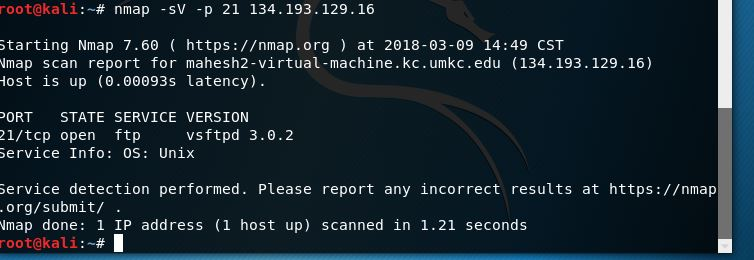 root@kali:~# nmap -sV -p 21 134.193.129.16
Starting Nmap 7.60 ( https://nmap.org ) at 2018-03-09 14:49 CST
Nmap scan report for mahesh2-virtual-machine.kc.umkc.edu (134.193.129.16)
Host is up (0.00093s latency).
PORT   STATE SERVICE VERSION
21/tcp open  ftp     vsftpd 3.0.2
Service Info: OS: Unix
Service detection performed. Please report any incorrect results at https://nmap
.org/submit/ .
Nmap done: 1 IP address (1 host up) scanned in 1.21 seconds
root@kali:~#